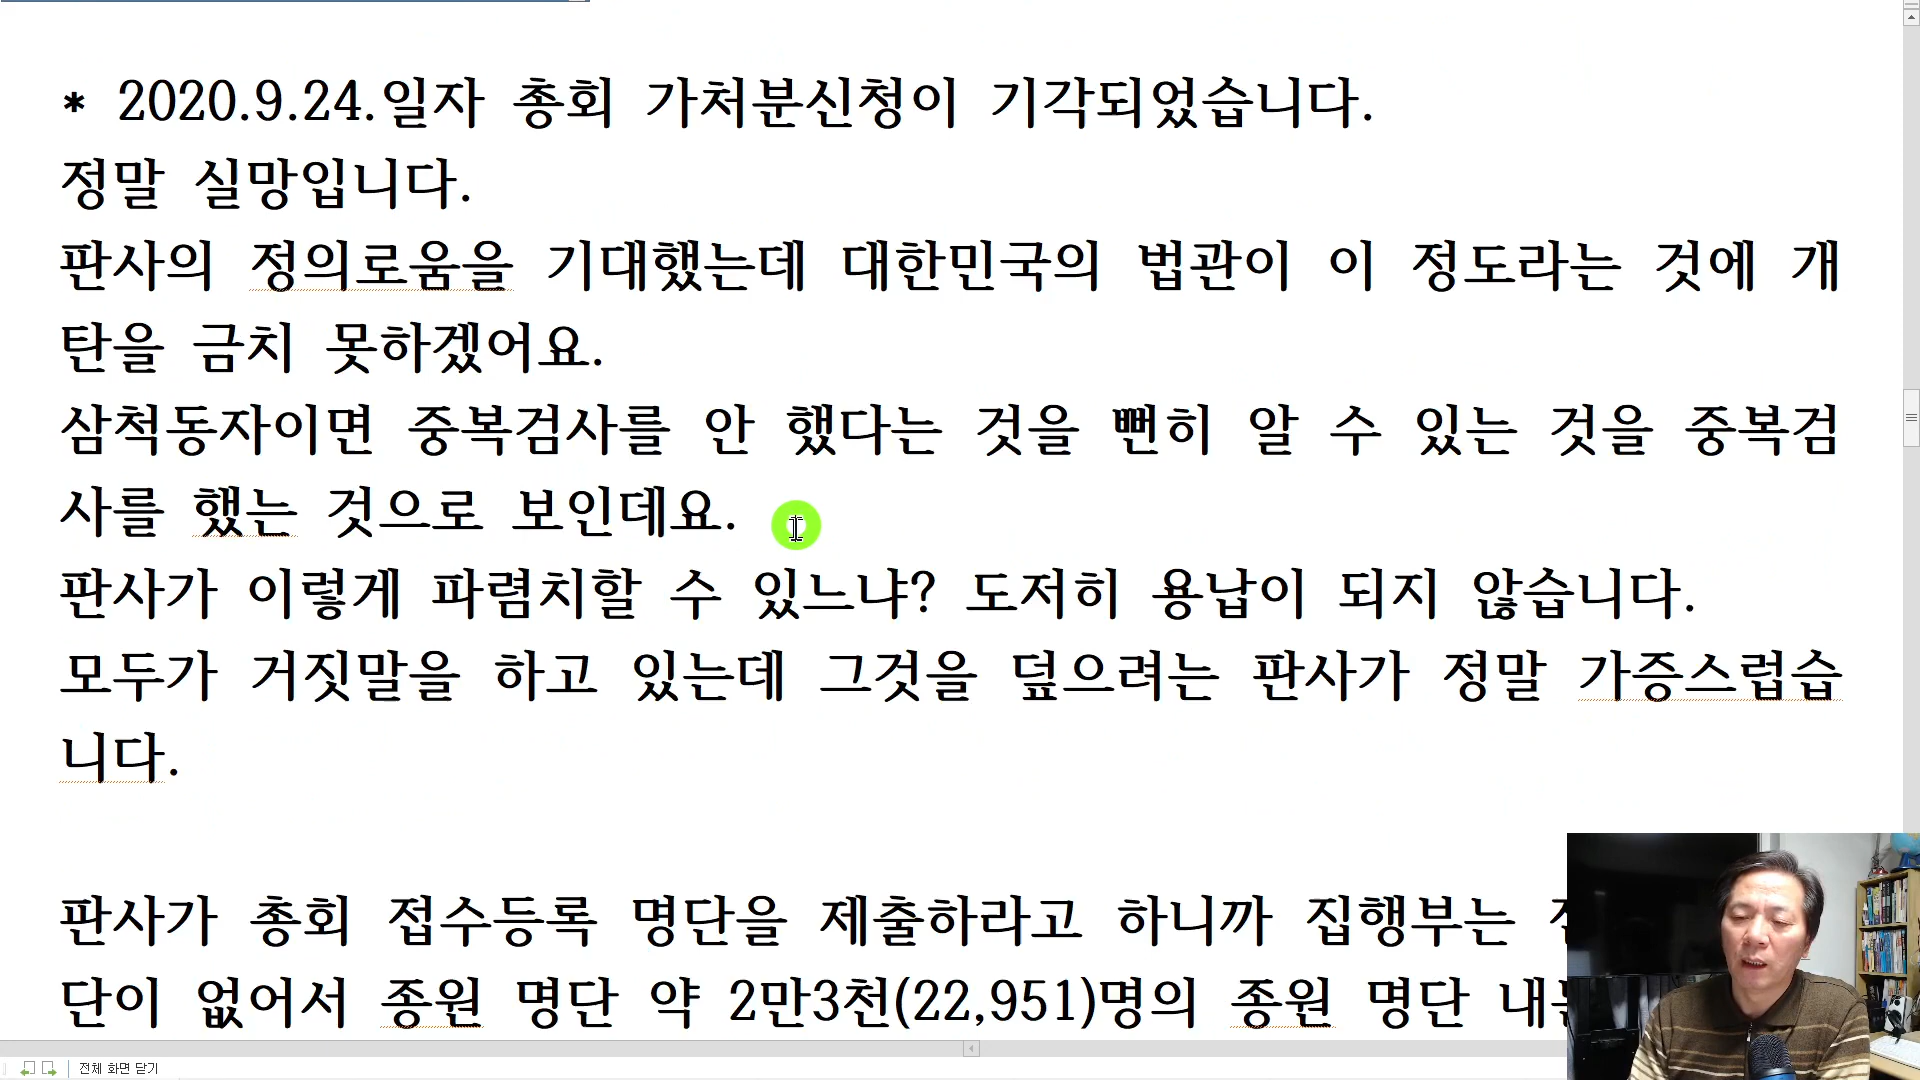 * 2020.9.24.일자 총회 가처분신청이 기각되었습니다.
정말 실망입니다.
판사의 정의로움을 기대했는데 대한민국의 법관이 이 정도라는 것에 개
탄을 금치 못하겠어요.
삼척동자이면 중복검사를 안 했다는 것을 뻔히 알 수 있는 것을 중복검
사를 했는 것으로 보인데요.
판사가 이렇게 파렴치할 수 있느냐? 도저히 용납이 되지 않습니다.
모두가 거짓말을 하고 있는데 그것을 덮으려는 판사가 정말 가증스럽습
니다.
판사가 총회 접수등록 명단을 제출하라고 하니까 집행부는
단이 없어서 종원 명단 약 2만3천(22,951)명의 종원 명단
전체 화면 닫기